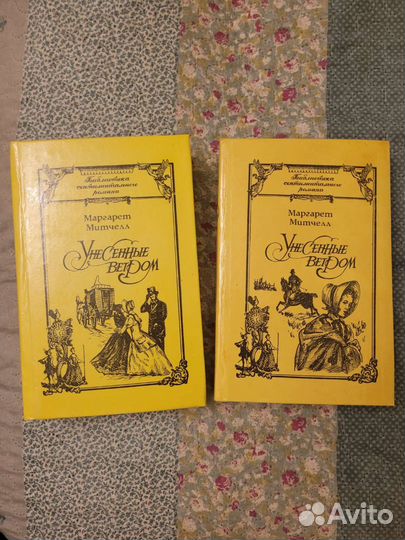 Библиотека
сентиментального
романа
Маргарет
Митчелл
Унесенные
ветром
Библиотека
сентиментального
романа
Маргарет
Митчелл
Унесенные
ветром
Avito